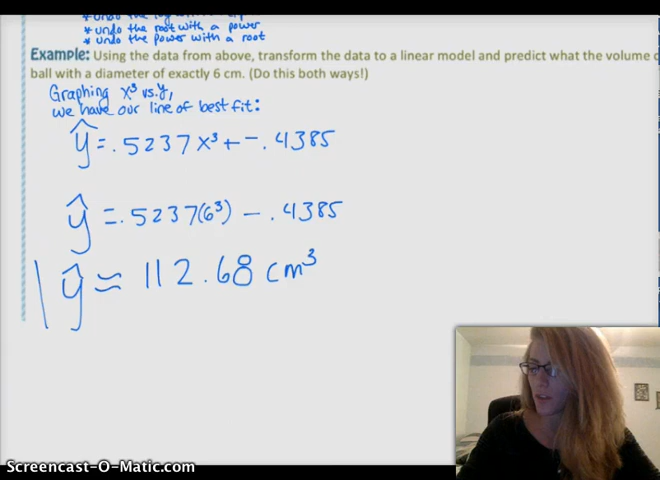 * undo the root with a power
* undo the power with a root
Example: Using the data from above, transform the data to a linear model and predict what the volume
ball with a diameter of exactly 6 cm. (Do this both ways!)
Graphing x³ vs. y,
we have our line of best fit:
ŷ = .5237x³ + -.4385
ŷ = .5237(6³) - .4385
ŷ ≈ 112.68 cm³
Screencast-O-Matic.com